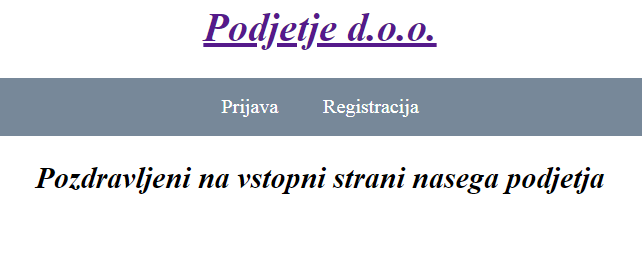 Podjetje d.o.o.
Prijava Registracija
Pozdravljeni na vstopni strani nasega podjetja